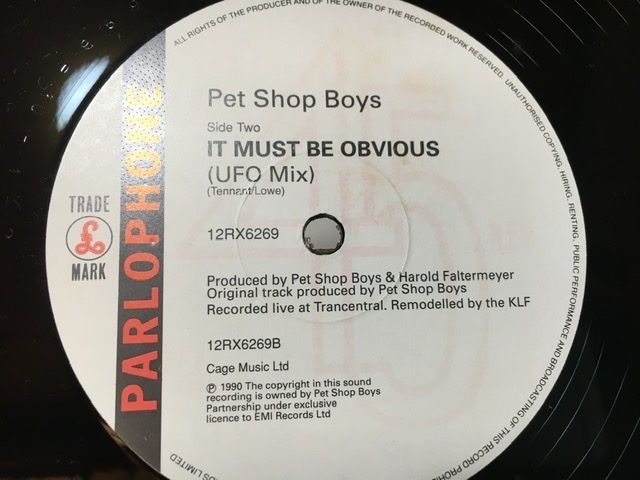 ALL RIGHTS OF THE PRODUCER AND OF THE OWNER OF THE RECORDED WORK RESERVED. UNAUTHORISED COPYING, HIRING, RENTING, PUBLIC PERFORMANCE AND BROADCASTING OF THIS RECORD
Pet Shop Boys
Side Two
IT MUST BE OBVIOUS
(UFO Mix)
(Tennant/Lowe)
PARLOPHONE
TRADE
£
MARK
12RX6269
Produced by Pet Shop Boys & Harold Faltermeyer
Original track produced by Pet Shop Boys
Recorded live at Trancentral. Remodelled by the KLF
12RX6269B
Cage Music Ltd
℗ 1990 The copyright in this sound
recording is owned by Pet Shop Boys
Partnership under exclusive
licence to EMI Records Ltd
LIMITED